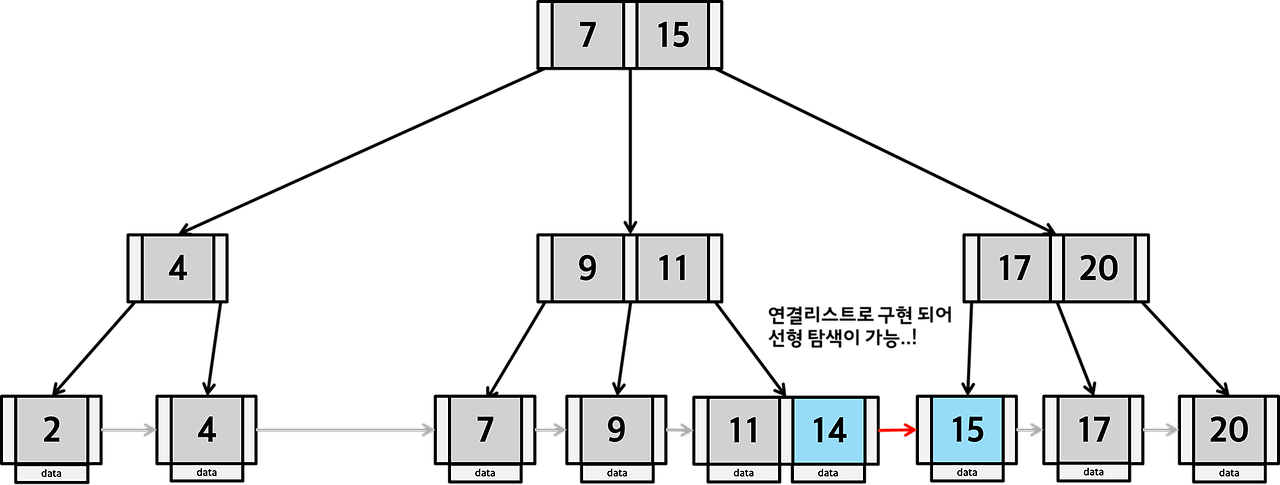 7 15
4
9 11
17 20
연결리스트로 구현 되어
선형 탐색이 가능..!
2 4 7 9 11 14 15 17 20
data data data data data data data data data